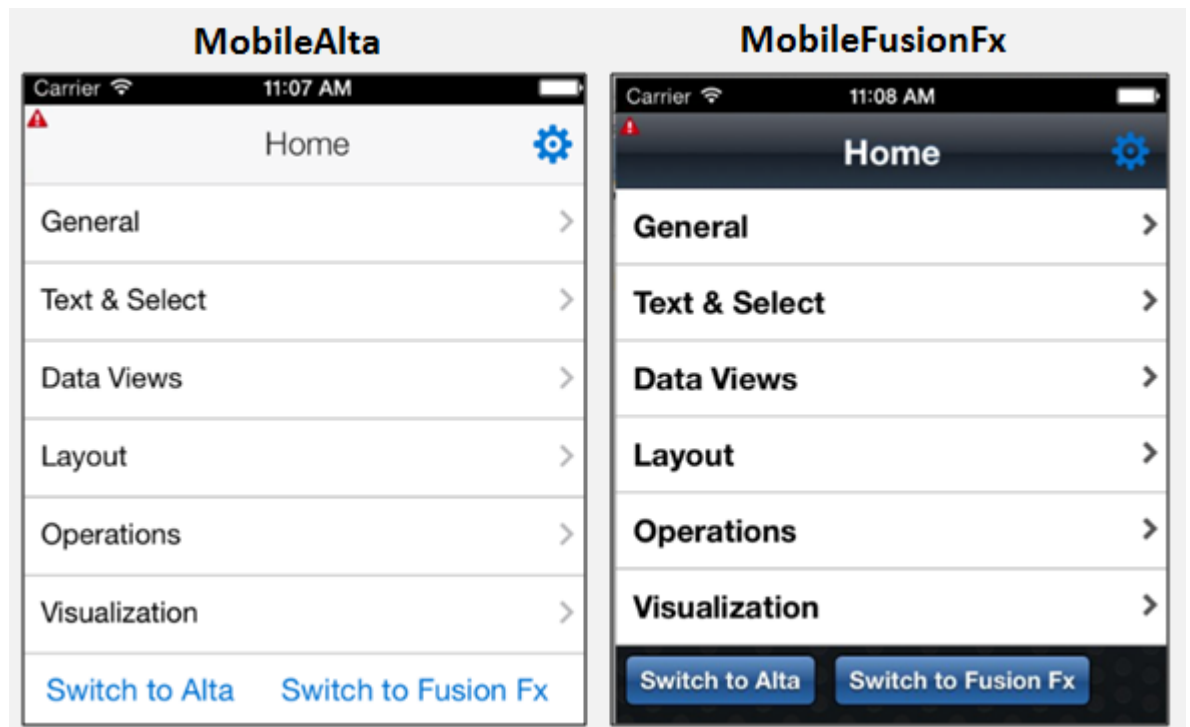 MobileAlta
Carrier 11:07 AM
Home
General
Text & Select
Data Views
Layout
Operations
Visualization
Switch to Alta Switch to Fusion Fx
MobileFusionFx
Carrier 11:08 AM
Home
General
Text & Select
Data Views
Layout
Operations
Visualization
Switch to Alta Switch to Fusion Fx